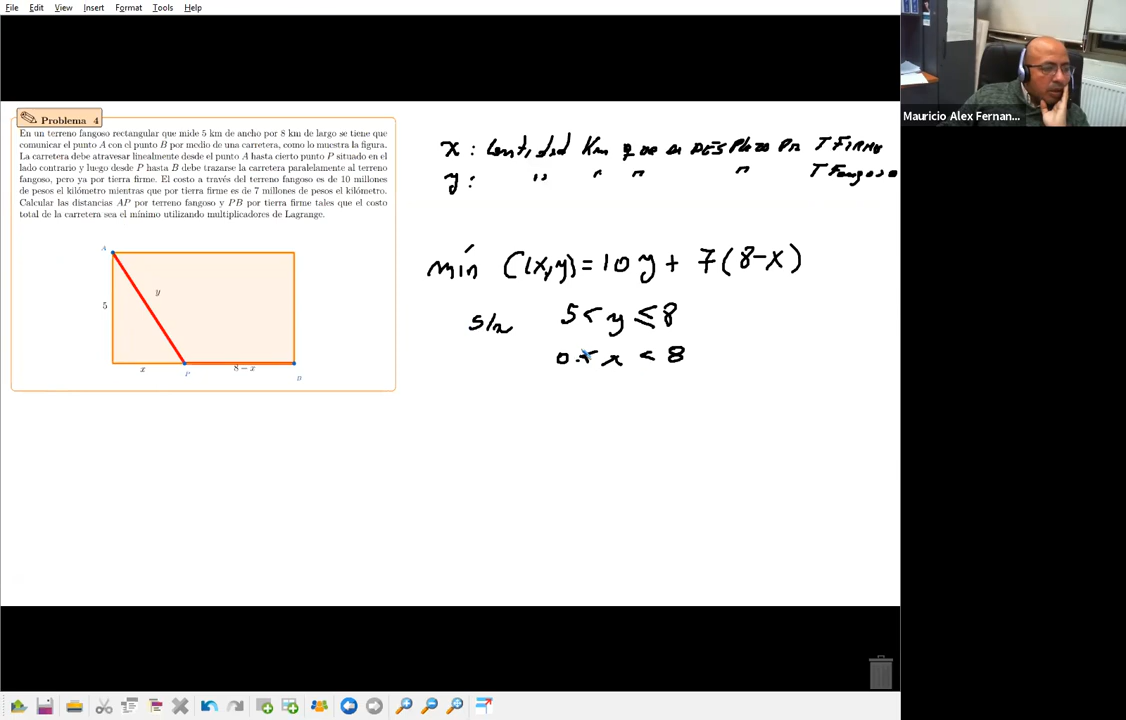 File Edit View Insert Format Tools Help
Mauricio Alex Fernan...
Problema 4
En un terreno fangoso rectangular que mide 5 km de ancho por 8 km de largo se tiene que
comunicar el punto A con el punto B por medio de una carretera, como lo muestra la figura.
La carretera debe atravesar linealmente desde el punto A hasta cierto punto P situado en el
lado contrario y luego desde P hasta B debe trazarse la carretera paralelamente al terreno
fangoso, pero ya por tierra firme. El costo a través del terreno fangoso es de 10 millones
de pesos el kilómetro mientras que por tierra firme es de 7 millones de pesos el kilómetro.
Calcular las distancias AP por terreno fangoso y PB por tierra firme tales que el costo
total de la carretera sea el mínimo utilizando multiplicadores de Lagrange.
A
y
5
x
P
8 − x
x : Cantidad Km que se DESPlazo Por T FIRME
y : " " " " T Fangoso
mín C(x,y) = 10y + 7(8-x)
s/a 5 < y ≤ 8
0 < x < 8